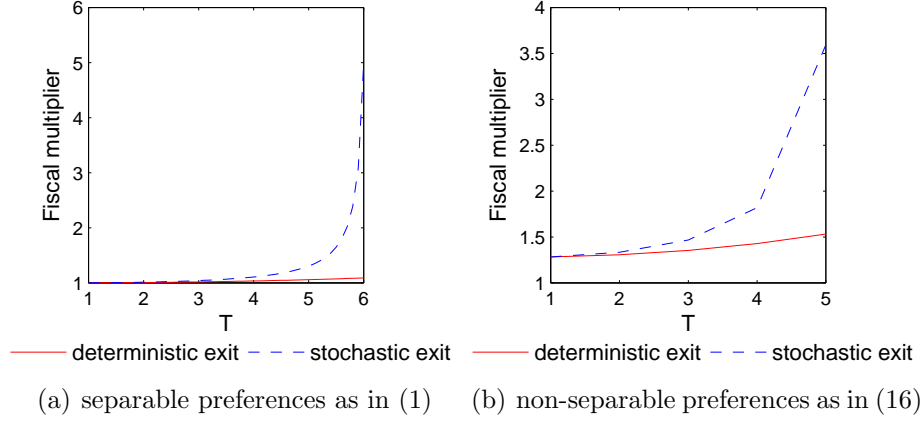 6
5
4
3
2
1
1 2 3 4 5 6
Fiscal multiplier
T
deterministic exit stochastic exit
(a) separable preferences as in (1)
4
3.5
3
2.5
2
1.5
1
1 2 3 4 5
Fiscal multiplier
T
deterministic exit stochastic exit
(b) non-separable preferences as in (16)